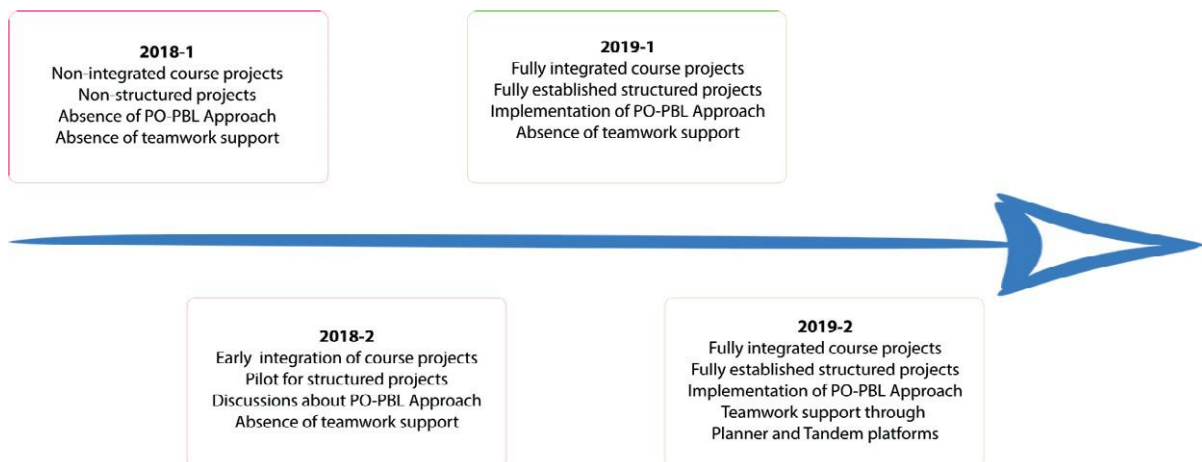 2018-1
Non-integrated course projects
Non-structured projects
Absence of PO-PBL Approach
Absence of teamwork support
2018-2
Early integration of course projects
Pilot for structured projects
Discussions about PO-PBL Approach
Absence of teamwork support
2019-1
Fully integrated course projects
Fully established structured projects
Implementation of PO-PBL Approach
Absence of teamwork support
2019-2
Fully integrated course projects
Fully established structured projects
Implementation of PO-PBL Approach
Teamwork support through
Planner and Tandem platforms